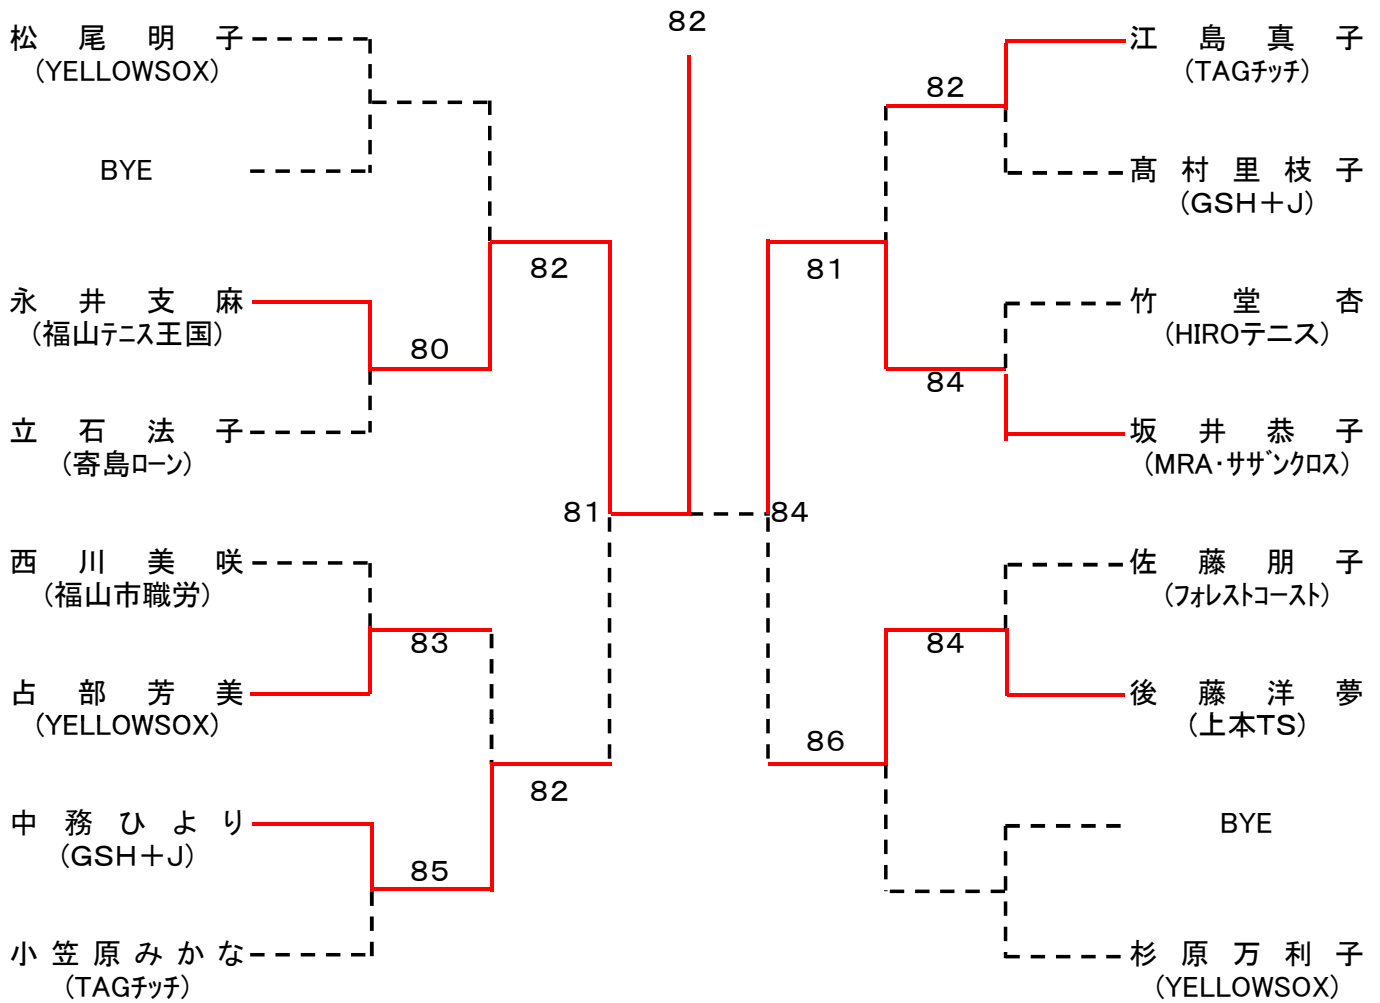 82
松尾明子
(YELLOWSOX)
BYE
永井支麻
(福山テニス王国)
立石法子
(寄島ローン)
西川美咲
(福山市職労)
占部芳美
(YELLOWSOX)
中務ひより
(GSH＋J)
小笠原みかな
(TAGチッチ)
80
83
85
82
82
81
江島真子
(TAGチッチ)
髙村里枝子
(GSH＋J)
竹堂杏
(HIROテニス)
坂井恭子
(MRA・サザンクロス)
佐藤朋子
(フォレストコースト)
後藤洋夢
(上本TS)
BYE
杉原万利子
(YELLOWSOX)
82
84
84
81
86
84